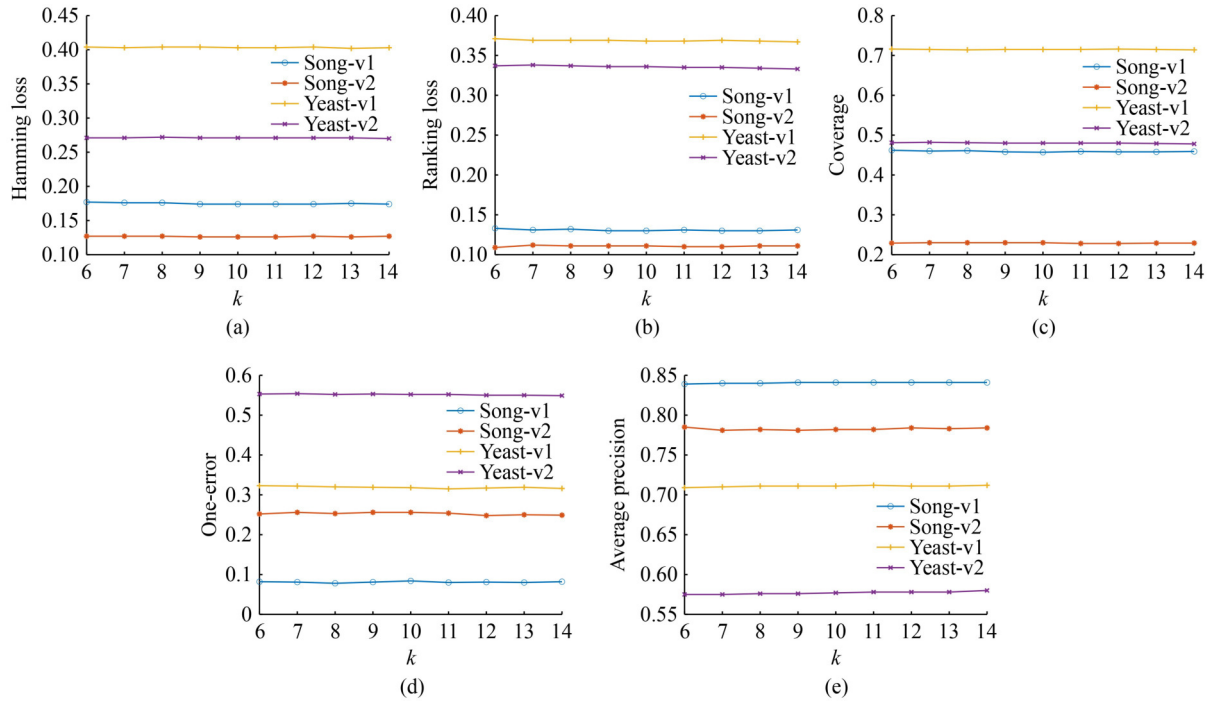 Hamming loss
0.45
0.40
0.35
0.30
0.25
0.20
0.15
0.10
Song-v1
Song-v2
Yeast-v1
Yeast-v2
6 7 8 9 10 11 12 13 14
k
(a)
Ranking loss
0.40
0.35
0.30
0.25
0.20
0.15
0.10
Song-v1
Song-v2
Yeast-v1
Yeast-v2
6 7 8 9 10 11 12 13 14
k
(b)
Coverage
0.8
0.7
0.6
0.5
0.4
0.3
0.2
Song-v1
Song-v2
Yeast-v1
Yeast-v2
6 7 8 9 10 11 12 13 14
k
(c)
One-error
0.6
0.5
0.4
0.3
0.2
0.1
0
Song-v1
Song-v2
Yeast-v1
Yeast-v2
6 7 8 9 10 11 12 13 14
k
(d)
Average precision
0.85
0.80
0.75
0.70
0.65
0.60
0.55
Song-v1
Song-v2
Yeast-v1
Yeast-v2
6 7 8 9 10 11 12 13 14
k
(e)